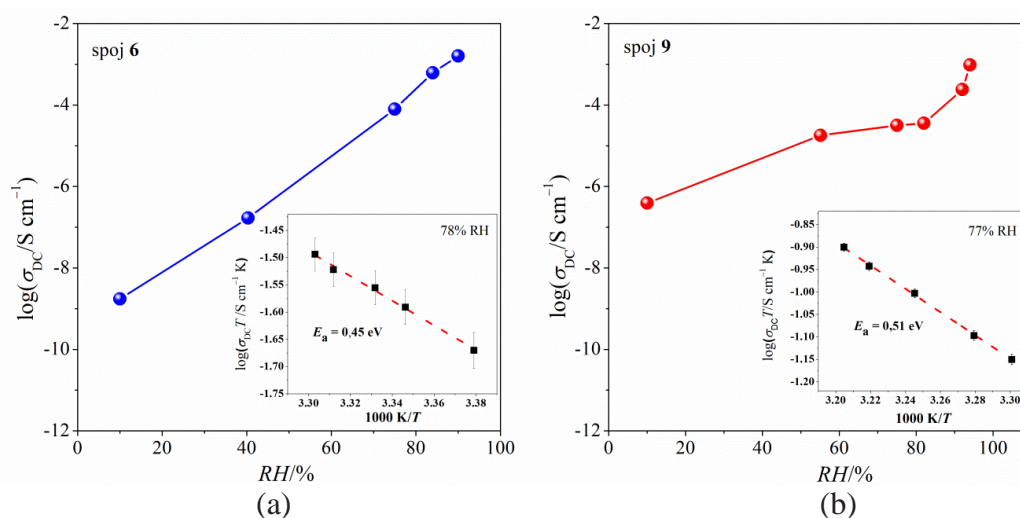 spoj 6
log(σDC/S cm⁻¹)
-2
-4
-6
-8
-10
-12
0 20 40 60 80 100
RH/%
78% RH
log(σDCT/S cm⁻¹ K)
-1.45
-1.50
-1.55
-1.60
-1.65
-1.70
-1.75
Ea = 0,45 eV
3.30 3.32 3.34 3.36 3.38
1000 K/T
(a)
spoj 9
log(σDC/S cm⁻¹)
-2
-4
-6
-8
-10
-12
0 20 40 60 80 100
RH/%
77% RH
log(σDCT/S cm⁻¹ K)
-0.90
-0.95
-1.00
-1.05
-1.10
-1.15
-1.20
Ea = 0,51 eV
3.20 3.22 3.24 3.26 3.28 3.30
1000 K/T
(b)